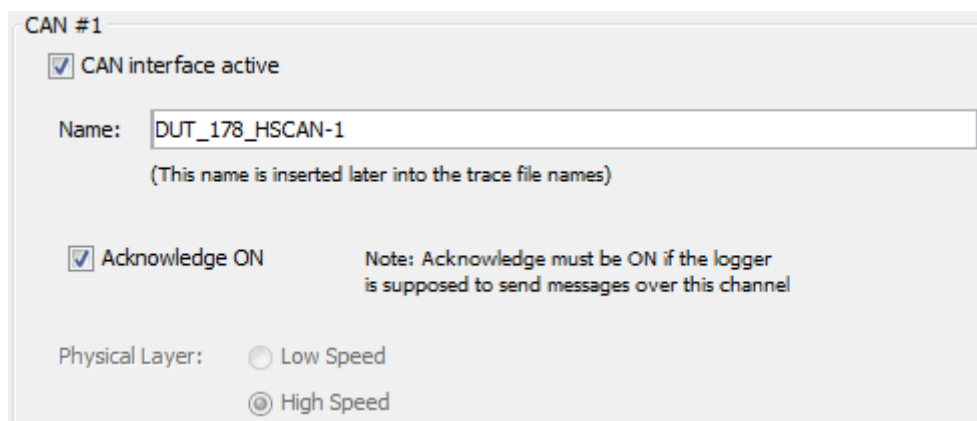 CAN #1
CAN interface active
Name: DUT_178_HSCAN-1
(This name is inserted later into the trace file names)
Acknowledge ON Note: Acknowledge must be ON if the logger
is supposed to send messages over this channel
Physical Layer: Low Speed
High Speed